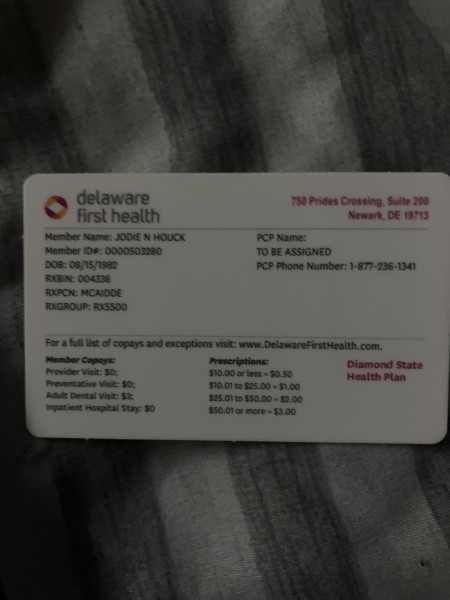 delaware
first health
750 Prides Crossing, Suite 200
Newark, DE 19713
Member Name: JODIE N HOUCK
Member ID#: 0000503280
DOB: 08/15/1982
RXBIN: 004336
RXPCN: MCAIDDE
RXGROUP: RX5500
PCP Name:
TO BE ASSIGNED
PCP Phone Number: 1-877-236-1341
For a full list of copays and exceptions visit: www.DelawareFirstHealth.com.
Member Copays:
Provider Visit: $0;
Preventative Visit: $0;
Adult Dental Visit: $3;
Inpatient Hospital Stay: $0
Prescriptions:
$10.00 or less = $0.50
$10.01 to $25.00 = $1.00
$25.01 to $50.00 = $2.00
$50.01 or more = $3.00
Diamond State
Health Plan